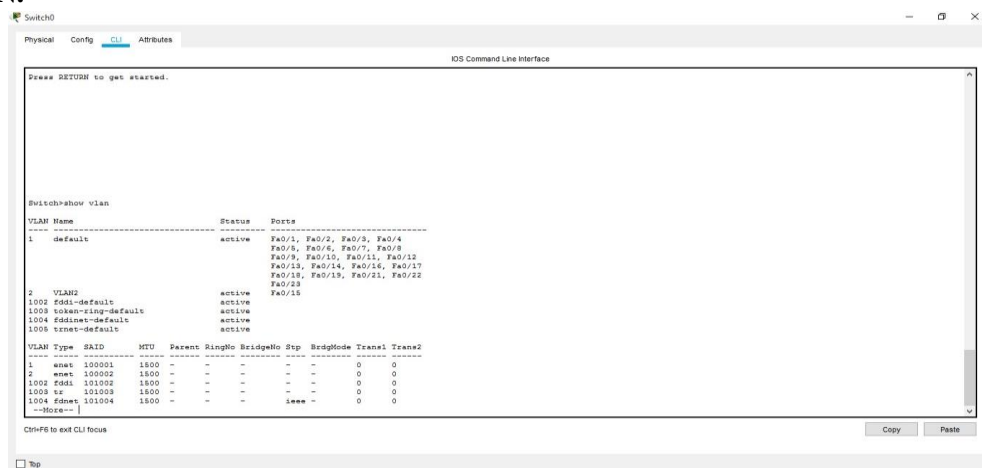 Switch0
Physical Config CLI Attributes
IOS Command Line Interface
Press RETURN to get started.
Switch>show vlan
VLAN Name Status Ports
---- -------------------------------- --------- -------------------------------
1 default active Fa0/1, Fa0/2, Fa0/3, Fa0/4
Fa0/5, Fa0/6, Fa0/7, Fa0/8
Fa0/9, Fa0/10, Fa0/11, Fa0/12
Fa0/13, Fa0/14, Fa0/16, Fa0/17
Fa0/18, Fa0/19, Fa0/21, Fa0/22
Fa0/23
2 VLAN2 active Fa0/15
1002 fddi-default active
1003 token-ring-default active
1004 fddinet-default active
1005 trnet-default active
VLAN Type SAID MTU Parent RingNo BridgeNo Stp BrdgMode Trans1 Trans2
---- ----- ---------- ----- ------ ------ -------- ---- -------- ------ ------
1 enet 100001 1500 - - - - - 0 0
2 enet 100002 1500 - - - - - 0 0
1002 fddi 101002 1500 - - - - - 0 0
1003 tr 101003 1500 - - - - - 0 0
1004 fdnet 101004 1500 - - - ieee - 0 0
--More--
Ctrl+F6 to exit CLI focus
Copy Paste
Top